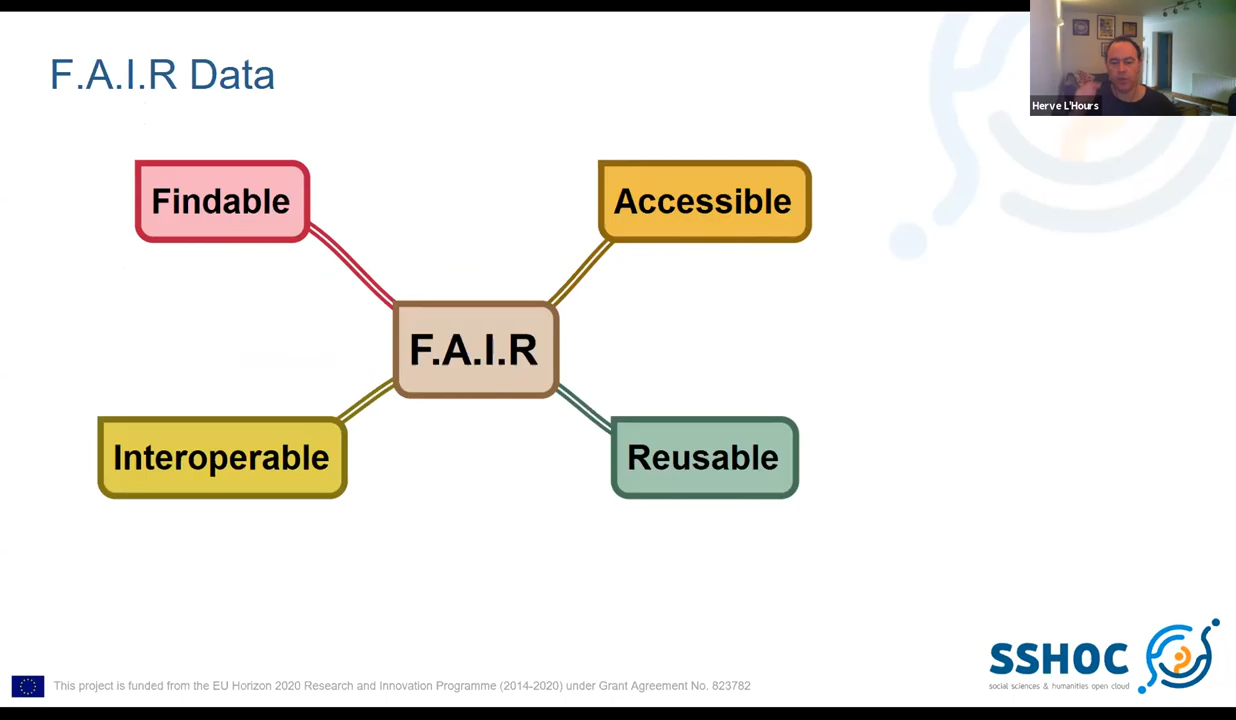 F.A.I.R Data
Herve L'Hours
Findable
Accessible
F.A.I.R
Interoperable
Reusable
SSHOC
social sciences & humanities open cloud
This project is funded from the EU Horizon 2020 Research and Innovation Programme (2014-2020) under Grant Agreement No. 823782